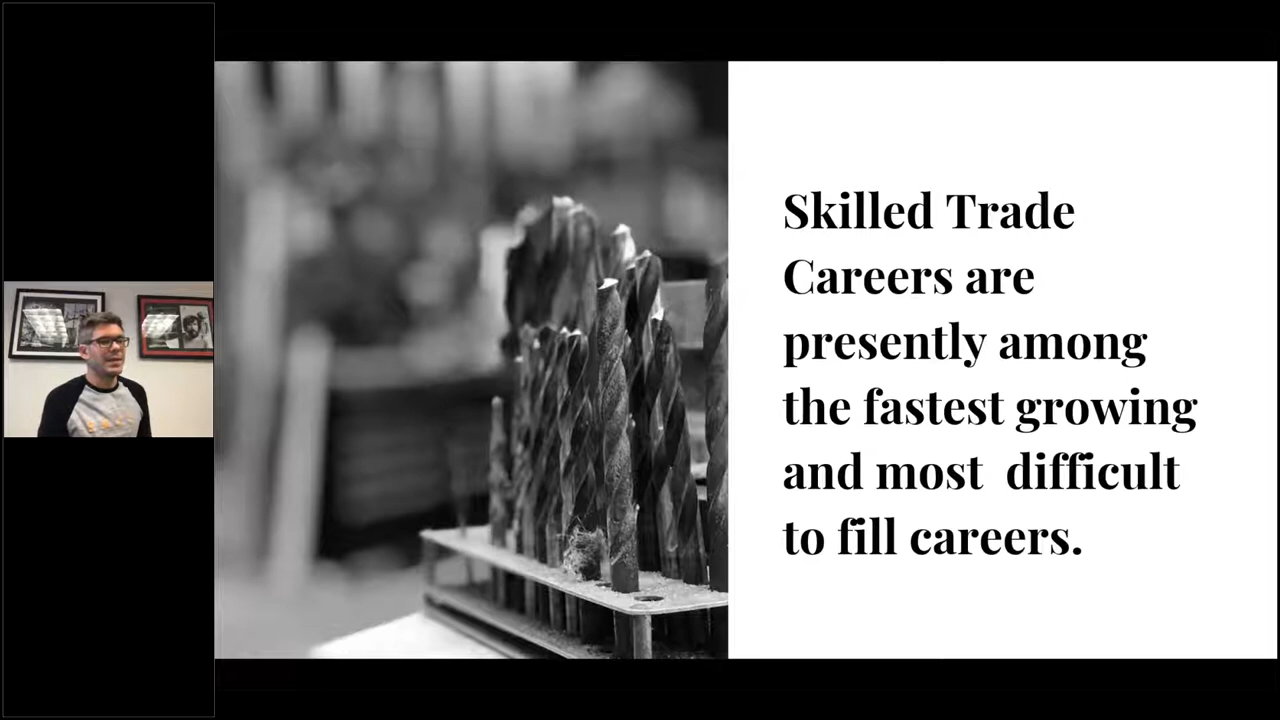 Skilled Trade
Careers are
presently among
the fastest growing
and most  difficult
to fill careers.